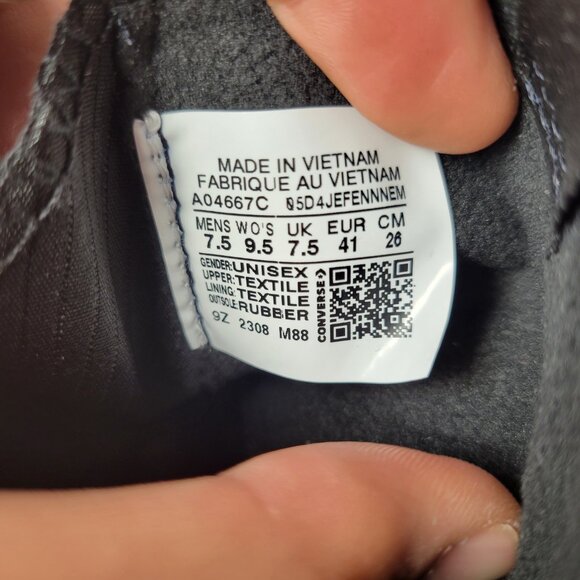 MADE IN VIETNAM
FABRIQUE AU VIETNAM
A04667C 05D4JEFENNNEM
MENS WO'S UK EUR CM
7.5 9.5 7.5 41 26
GENDER:UNISEX
UPPER:TEXTILE
LINING:TEXTILE
OUTSOLE:RUBBER
9Z 2308 M88
CONVERSE